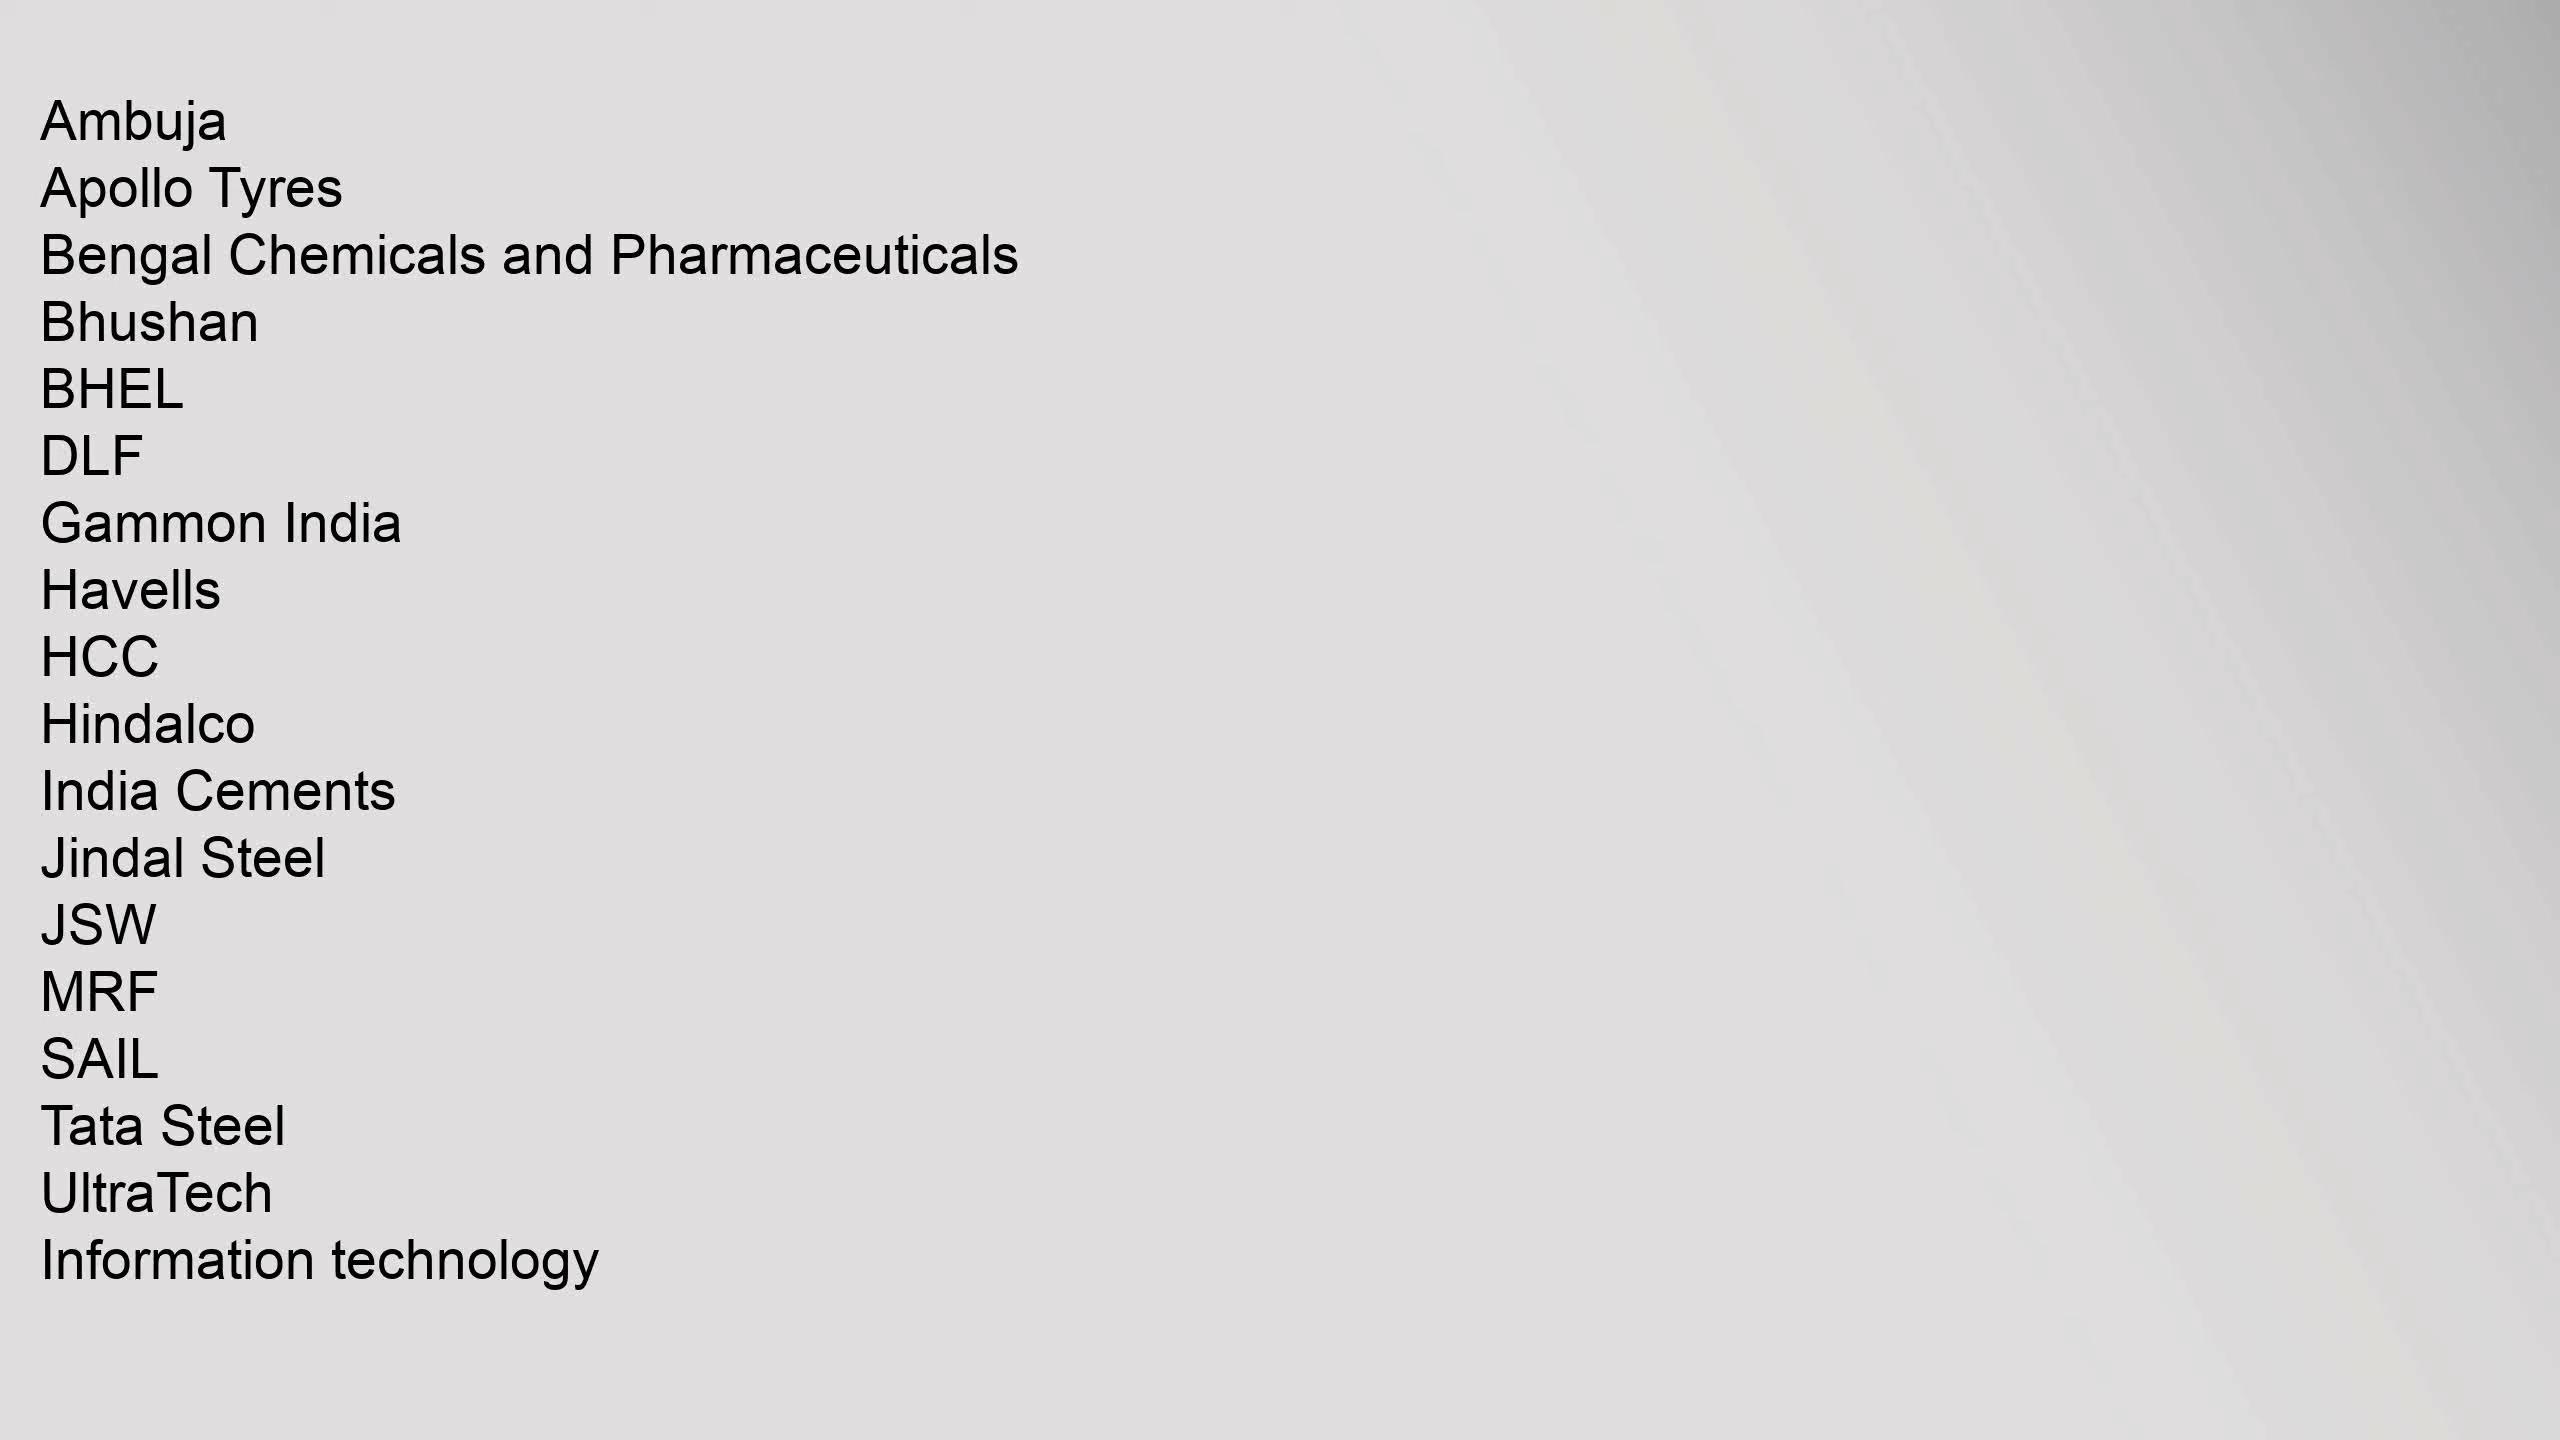 Ambuja
Apollo Tyres
Bengal Chemicals and Pharmaceuticals
Bhushan
BHEL
DLF
Gammon India
Havells
HCC
Hindalco
India Cements
Jindal Steel
JSW
MRF
SAIL
Tata Steel
UltraTech
Information technology